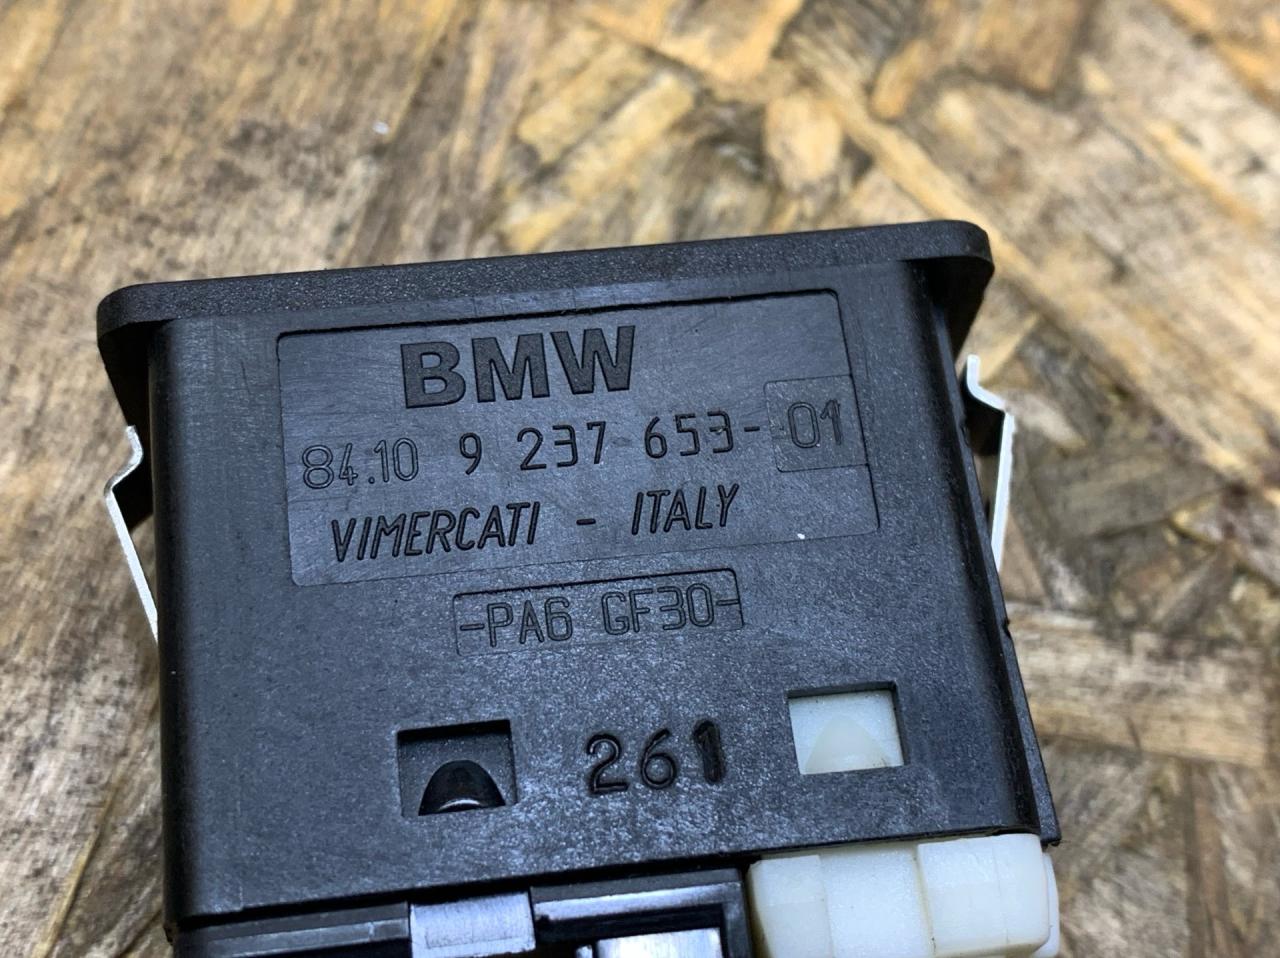 BMW
84.10 9 237 653-01
VIMERCATI - ITALY
-PA6 GF30-
261